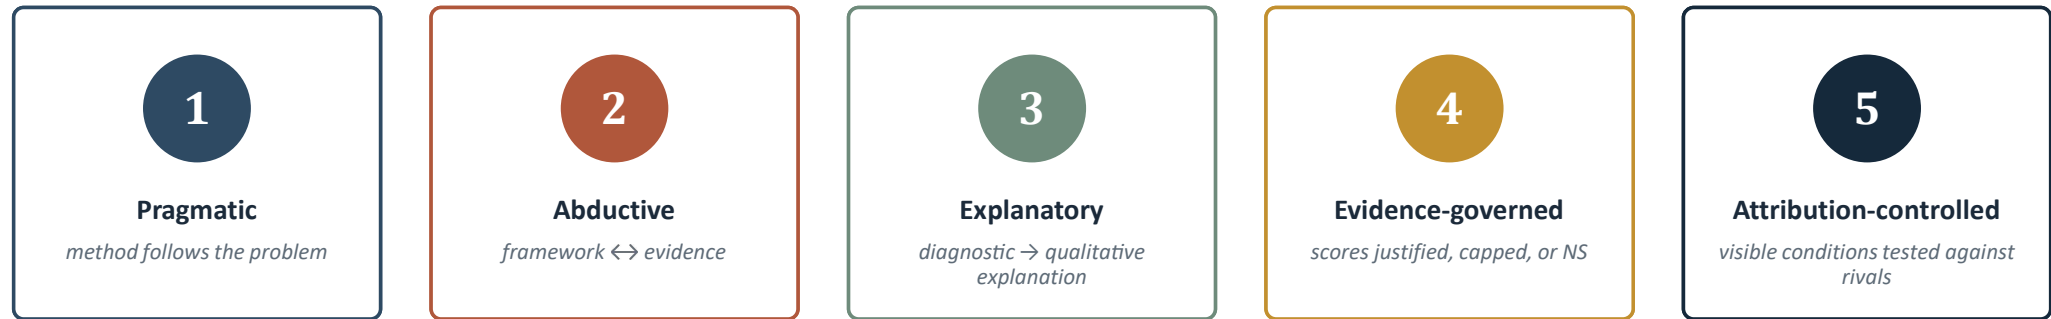 1
Pragmatic
method follows the problem
2
Abductive
framework ↔ evidence
3
Explanatory
diagnostic → qualitative
explanation
4
Evidence-governed
scores justified, capped, or NS
5
Attribution-controlled
visible conditions tested against
rivals